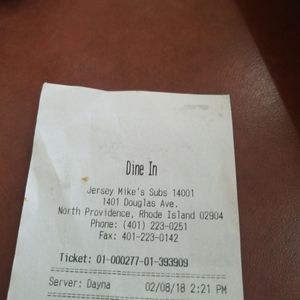 Dine In
Jersey Mike's Subs 14001
1401 Douglas Ave.
North Providence, Rhode Island 02904
Phone: (401) 223-0251
Fax: 401-223-0142
Ticket: 01-000277-01-393909
Server: Dayna 02/08/18 2:21 PM